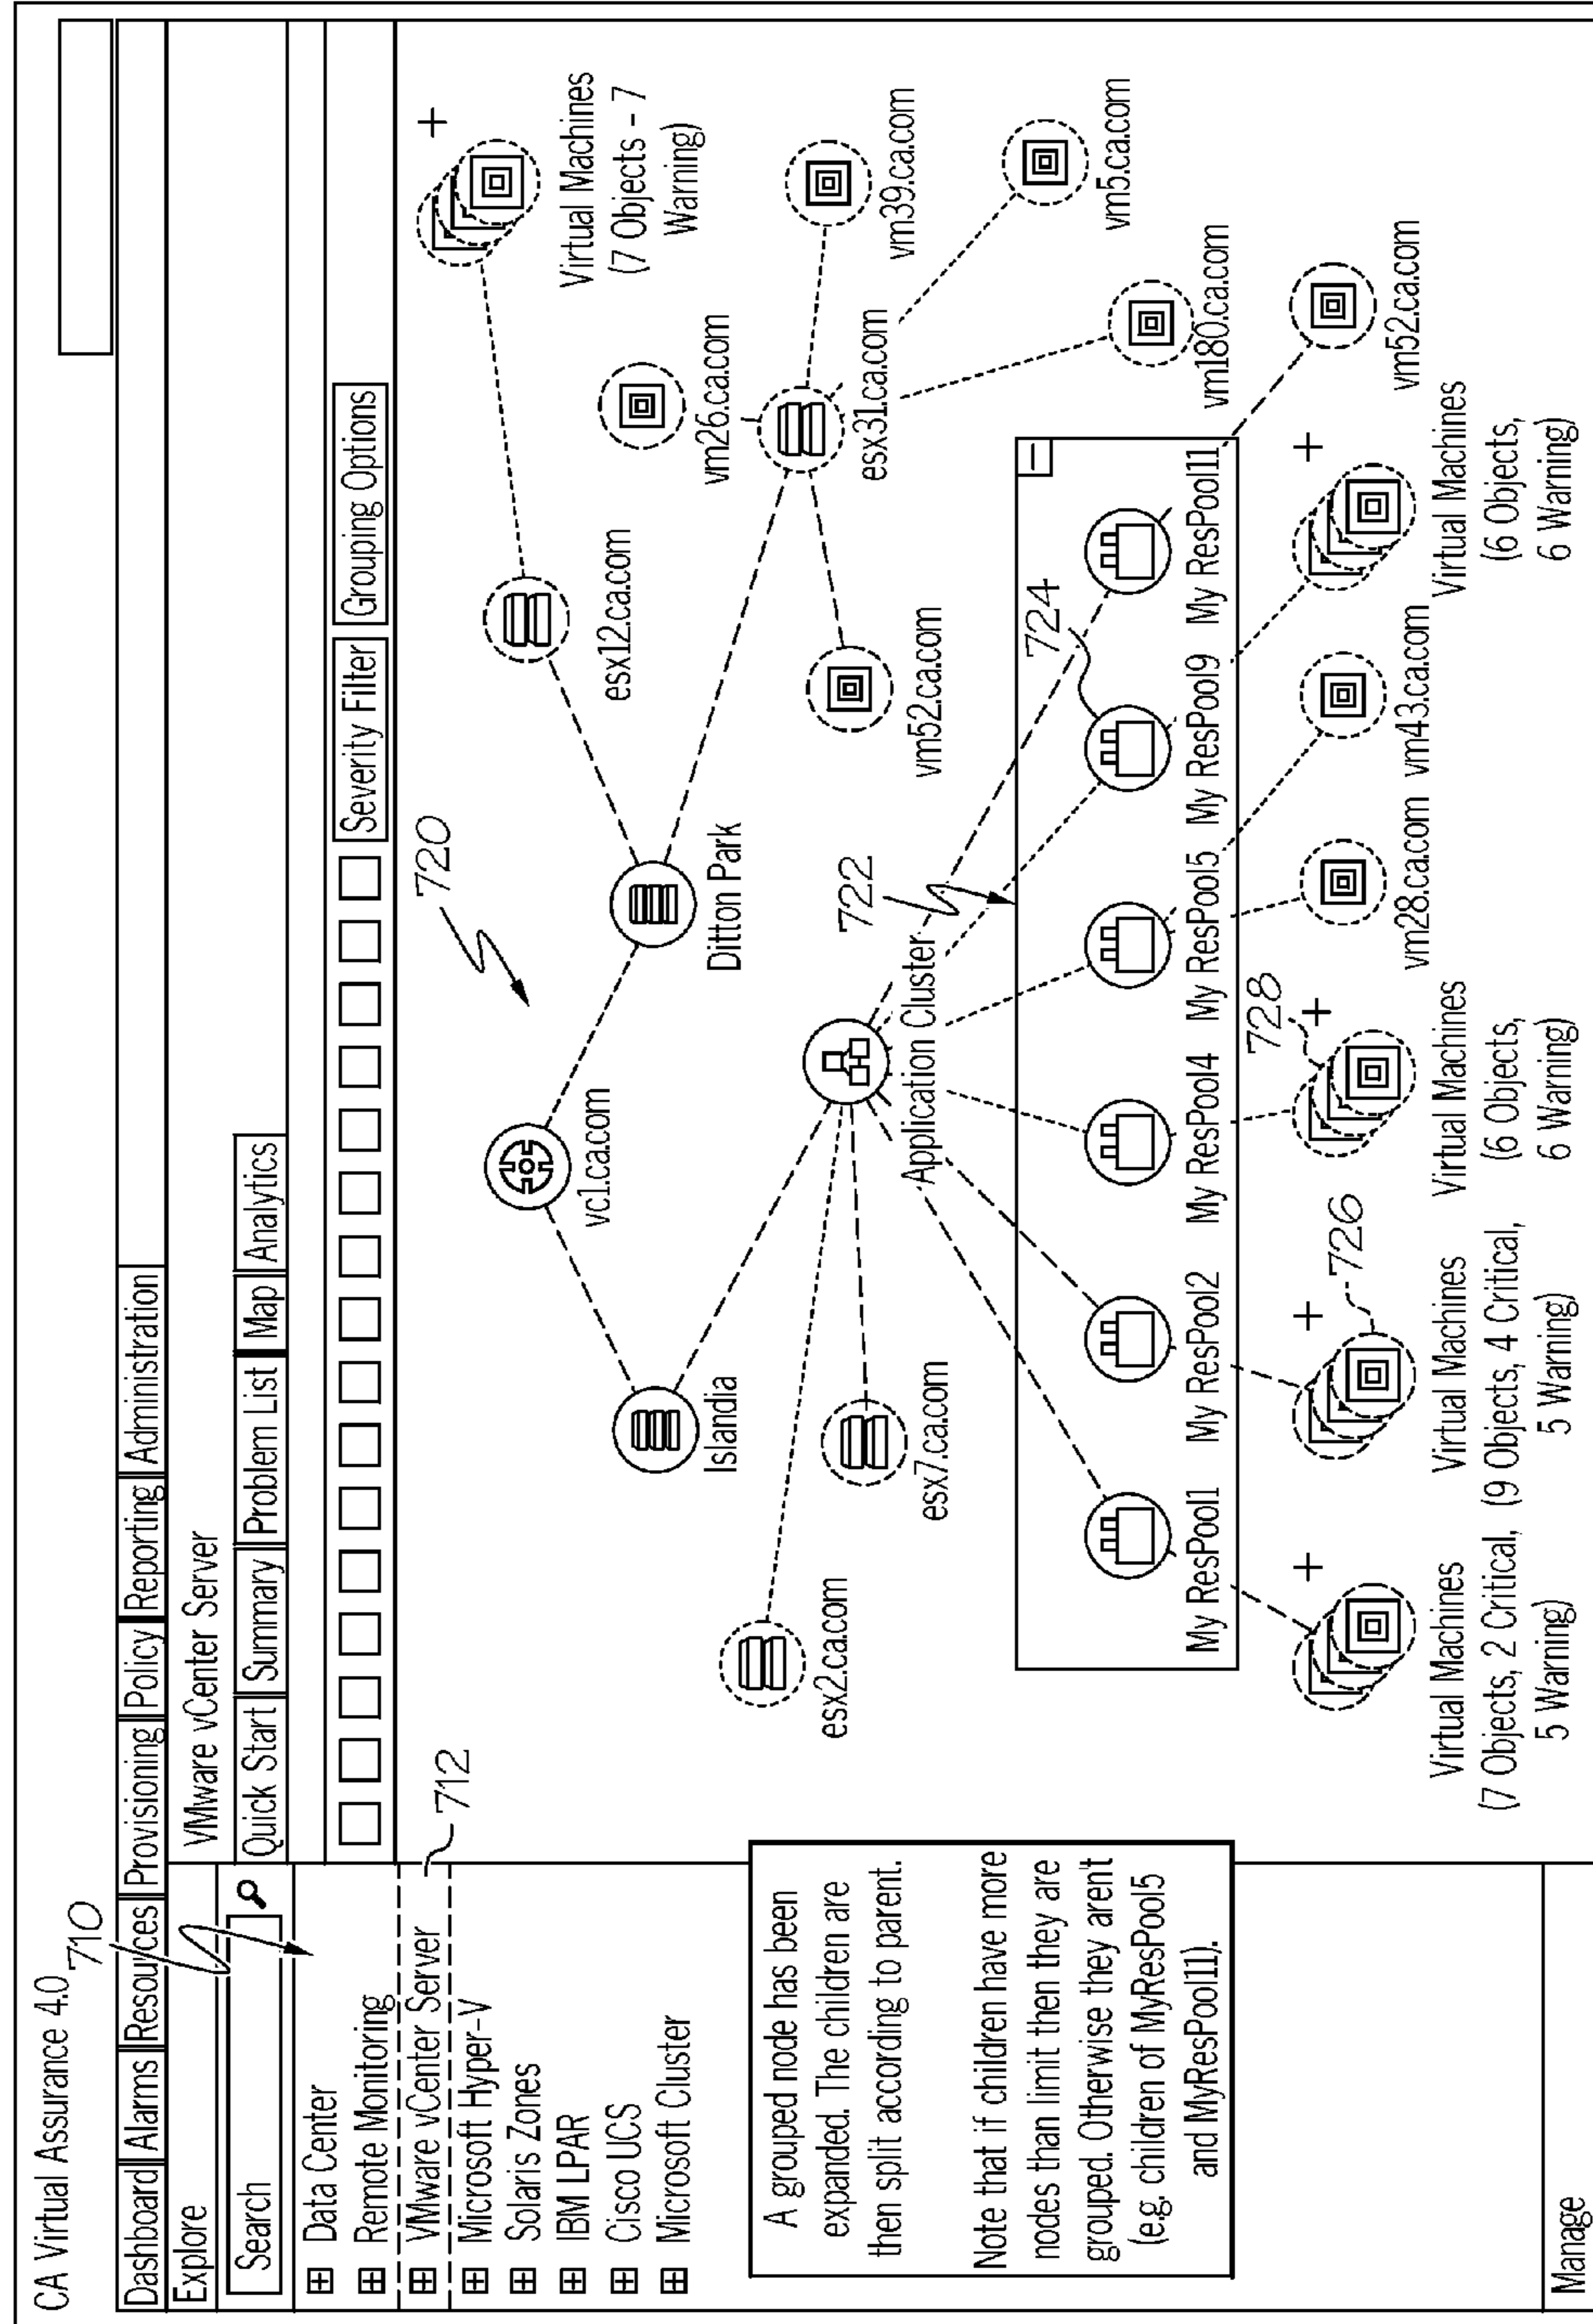 CA Virtual Assurance 4.0
710
Dashboard Alarms Resources Provisioning Policy Reporting Administration
Explore
VMware vCenter Server
Search
Quick Start Summary Problem List Map Analytics
Severity Filter Grouping Options
Data Center
Remote Monitoring
VMware vCenter Server
712
Microsoft Hyper-V
Solaris Zones
IBM LPAR
Cisco UCS
Microsoft Cluster
A grouped node has been
expanded. The children are
then split according to parent.
Note that if children have more
nodes than limit then they are
grouped. Otherwise they aren't
(e.g. children of MyResPool5
and MyResPool11).
Manage
720
+
vc1.ca.com
esx12.ca.com
Virtual Machines
(7 Objects - 7
Warning)
Islandia
Ditton Park
vm26.ca.com
esx2.ca.com
esx7.ca.com
Application Cluster
722
vm52.ca.com
esx31.ca.com
vm39.ca.com
724
vm5.ca.com
vm180.ca.com
My ResPool1 My ResPool2 My ResPool4 My ResPool5 My ResPool9 My ResPool11
728
+ + + +
726
vm28.ca.com vm43.ca.com
vm52.ca.com
Virtual Machines
(7 Objects, 2 Critical,
5 Warning)
Virtual Machines
(9 Objects, 4 Critical,
5 Warning)
Virtual Machines
(6 Objects,
6 Warning)
Virtual Machines
(6 Objects,
6 Warning)